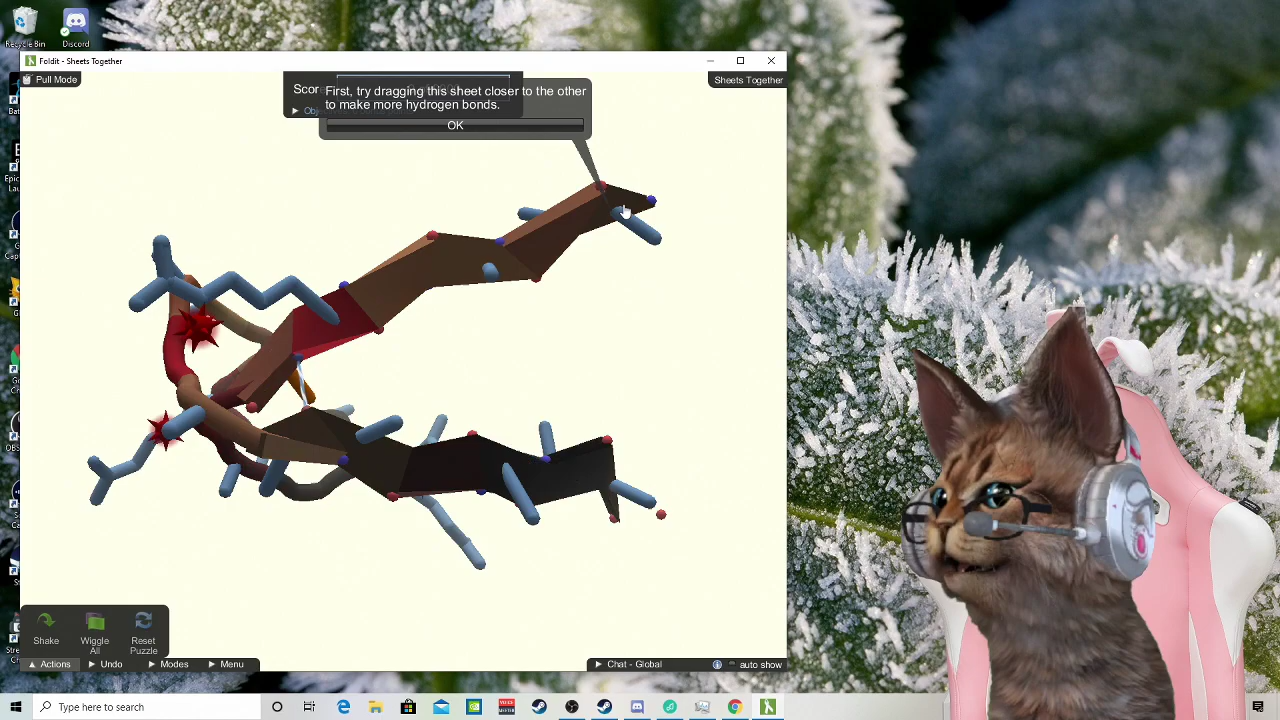 Recycle Bin
Discord
Foldit - Sheets Together
Pull Mode
Sheets Together
Score
First, try dragging this sheet closer to the other
to make more hydrogen bonds.
OK
Shake
Wiggle All
Reset Puzzle
Actions
Undo
Modes
Menu
Chat - Global
auto show
Type here to search